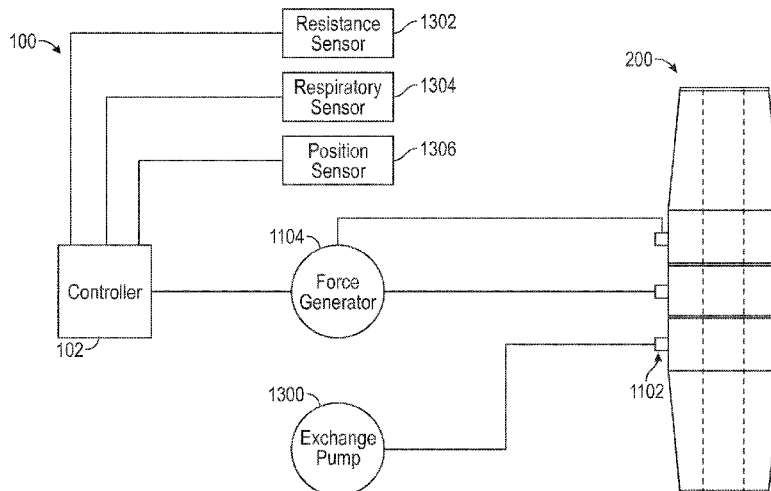 100
Resistance
Sensor
1302
Respiratory
Sensor
1304
Position
Sensor
1306
200
1104
Force
Generator
Controller
102
1102
1300
Exchange
Pump